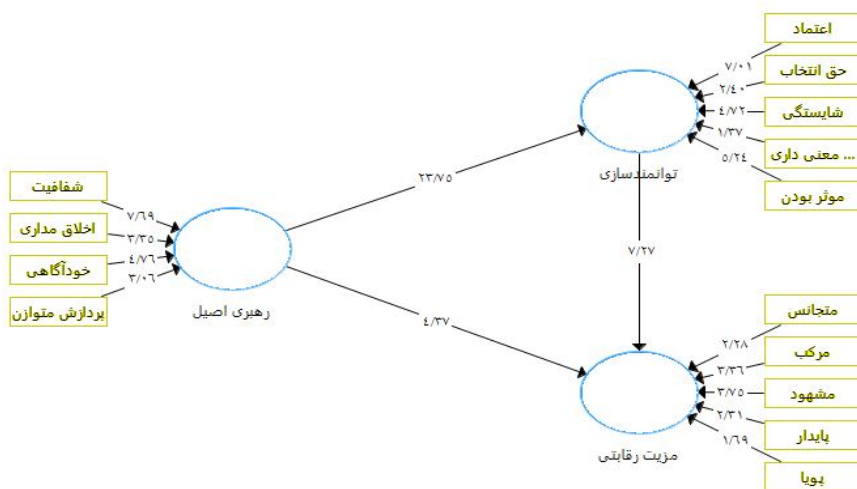 اعتماد
حق انتخاب
شایستگی
معنی داری ...
موثر بودن
۷/۰۱
۲/۴۰
۴/۷۲
۱/۳۷
۵/۲۴
توانمندسازی
شفافیت
اخلاق مداری
خودآگاهی
پردازش متوازن
۷/۶۹
۳/۳۵
۴/۷۶
۳/۰۶
رهبری اصیل
۲۳/۷۵
۷/۲۷
۴/۳۷
متجانس
مرکب
مشهود
پایدار
پویا
۲/۲۸
۳/۳۶
۳/۷۵
۲/۳۱
۱/۶۹
مزیت رقابتی